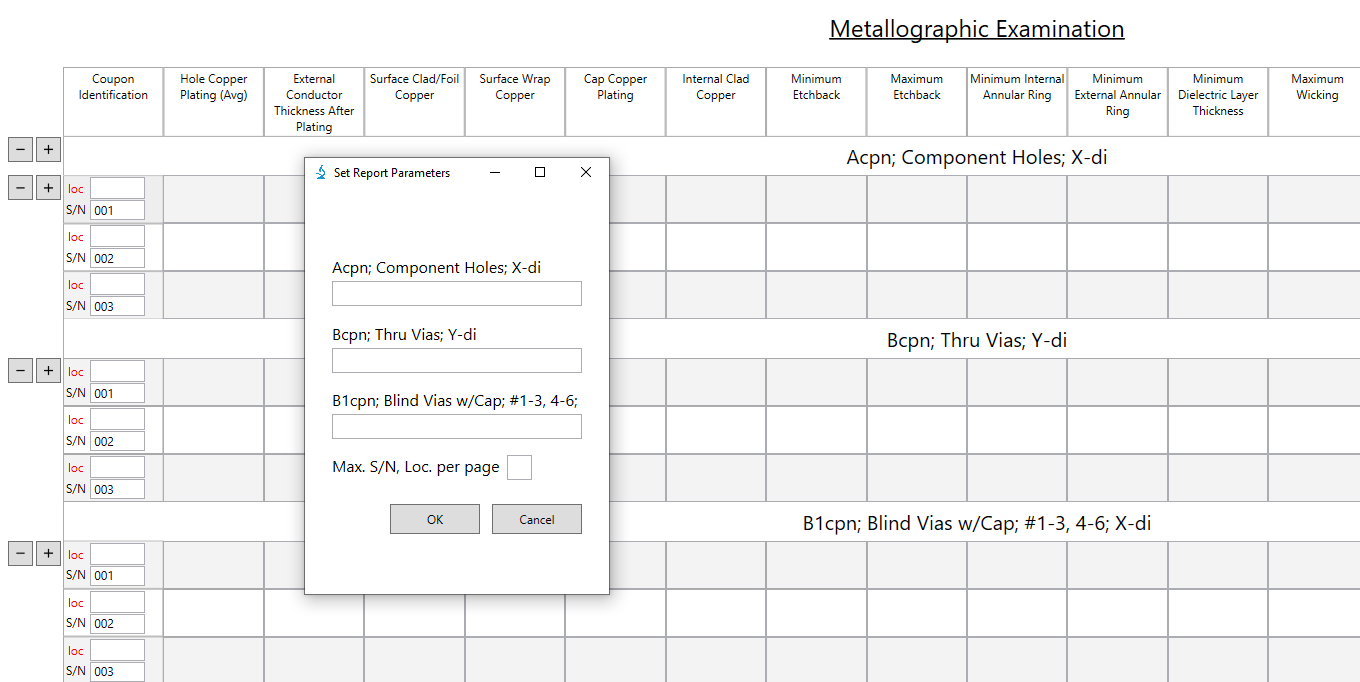 Metallographic Examination
Coupon Identification
Hole Copper Plating (Avg)
External Conductor Thickness After Plating
Surface Clad/Foil Copper
Surface Wrap Copper
Cap Copper Plating
Internal Clad Copper
Minimum Etchback
Maximum Etchback
Minimum Internal Annular Ring
Minimum External Annular Ring
Minimum Dielectric Layer Thickness
Maximum Wicking
− +
Acpn; Component Holes; X-di
− +
loc
S/N 001
loc
S/N 002
loc
S/N 003
Bcpn; Thru Vias; Y-di
− +
loc
S/N 001
loc
S/N 002
loc
S/N 003
B1cpn; Blind Vias w/Cap; #1-3, 4-6; X-di
− +
loc
S/N 001
loc
S/N 002
loc
S/N 003
Set Report Parameters
Acpn; Component Holes; X-di
Bcpn; Thru Vias; Y-di
B1cpn; Blind Vias w/Cap; #1-3, 4-6;
Max. S/N, Loc. per page
OK Cancel